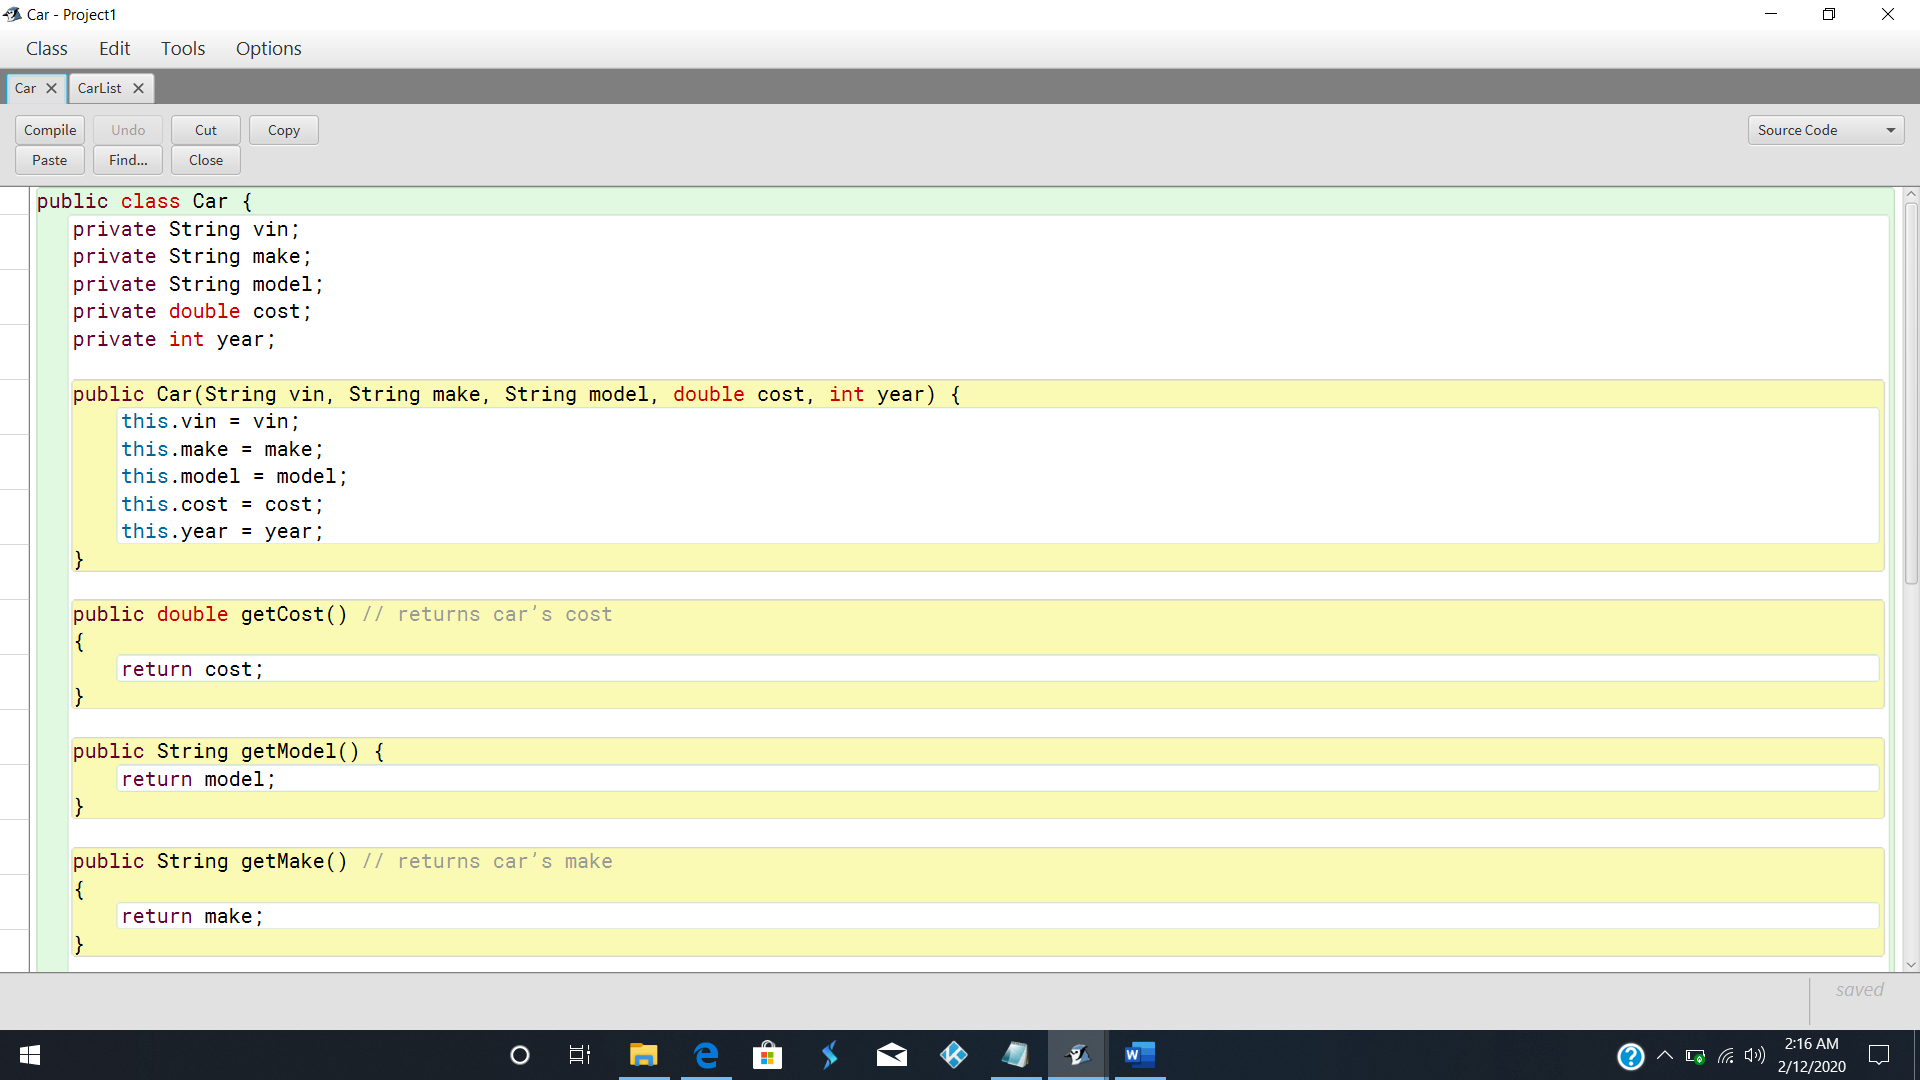 Car - Project1
Class Edit Tools Options
Car CarList
Compile Undo Cut Copy Source Code
Paste Find... Close
public class Car {
private String vin;
private String make;
private String model;
private double cost;
private int year;
public Car(String vin, String make, String model, double cost, int year) {
this.vin = vin;
this.make = make;
this.model = model;
this.cost = cost;
this.year = year;
}
public double getCost() // returns car's cost
{
return cost;
}
public String getModel() {
return model;
}
public String getMake() // returns car's make
{
return make;
}
saved
2:16 AM
2/12/2020